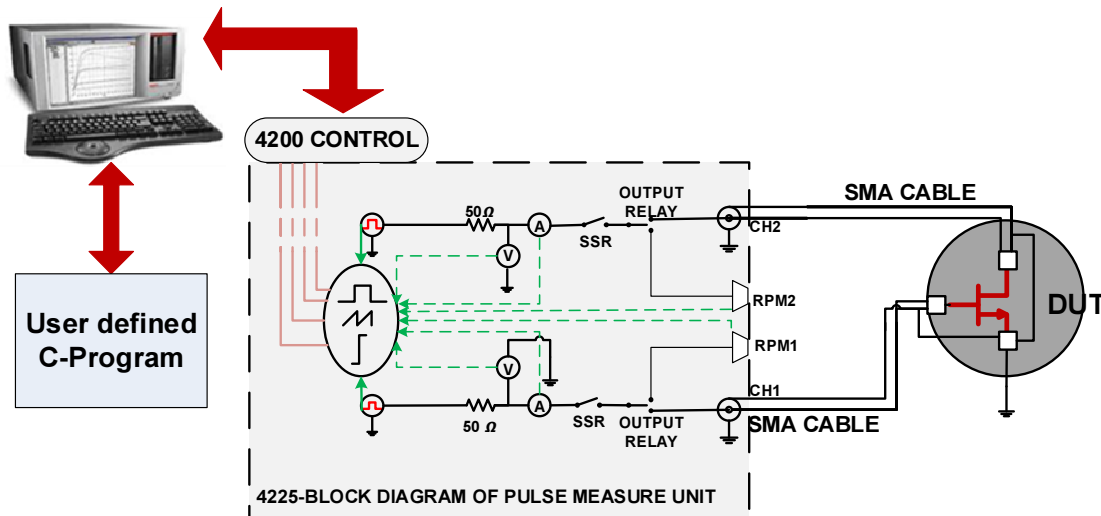 4200 CONTROL
OUTPUT
RELAY
SMA CABLE
50Ω
A
SSR
CH2
V
RPM2
DUT
User defined
C-Program
RPM1
V
CH1
A
50 Ω
SSR
OUTPUT
RELAY
SMA CABLE
4225-BLOCK DIAGRAM OF PULSE MEASURE UNIT